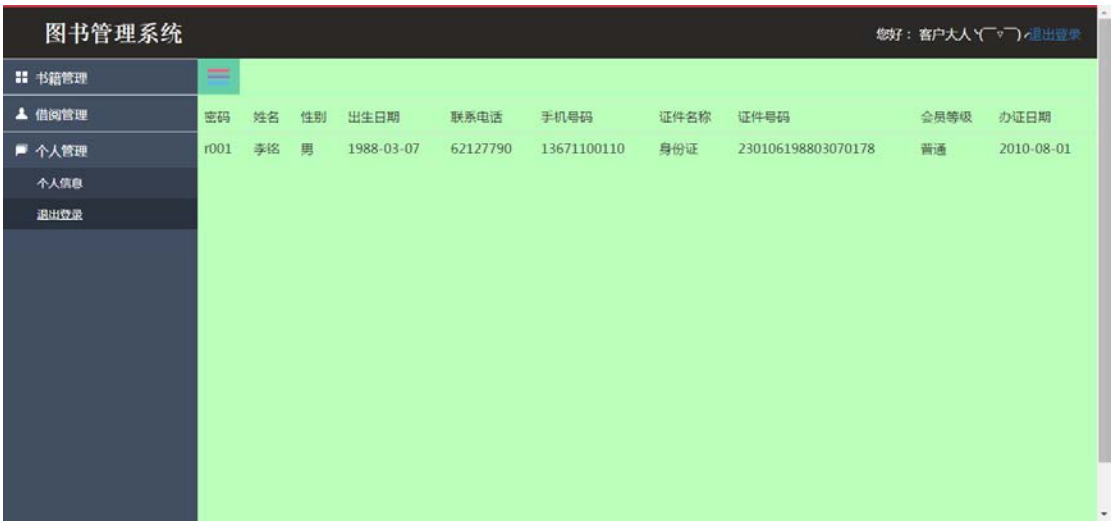 图书管理系统
您好：客户大人 ヽ(￣▽￣)ﾉ退出登录
书籍管理
借阅管理
个人管理
个人信息
退出登录
密码 姓名 性别 出生日期 联系电话 手机号码 证件名称 证件号码 会员等级 办证日期
r001 李铭 男 1988-03-07 62127790 13671100110 身份证 230106198803070178 普通 2010-08-01